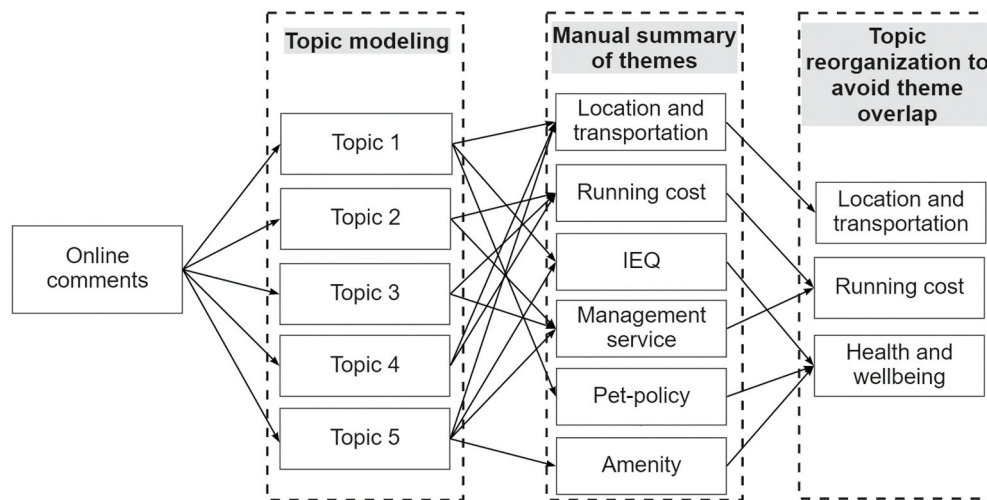 Topic modeling
Manual summary
of themes
Topic
reorganization to
avoid theme
overlap
Online
comments
Topic 1
Topic 2
Topic 3
Topic 4
Topic 5
Location and
transportation
Running cost
IEQ
Management
service
Pet-policy
Amenity
Location and
transportation
Running cost
Health and
wellbeing